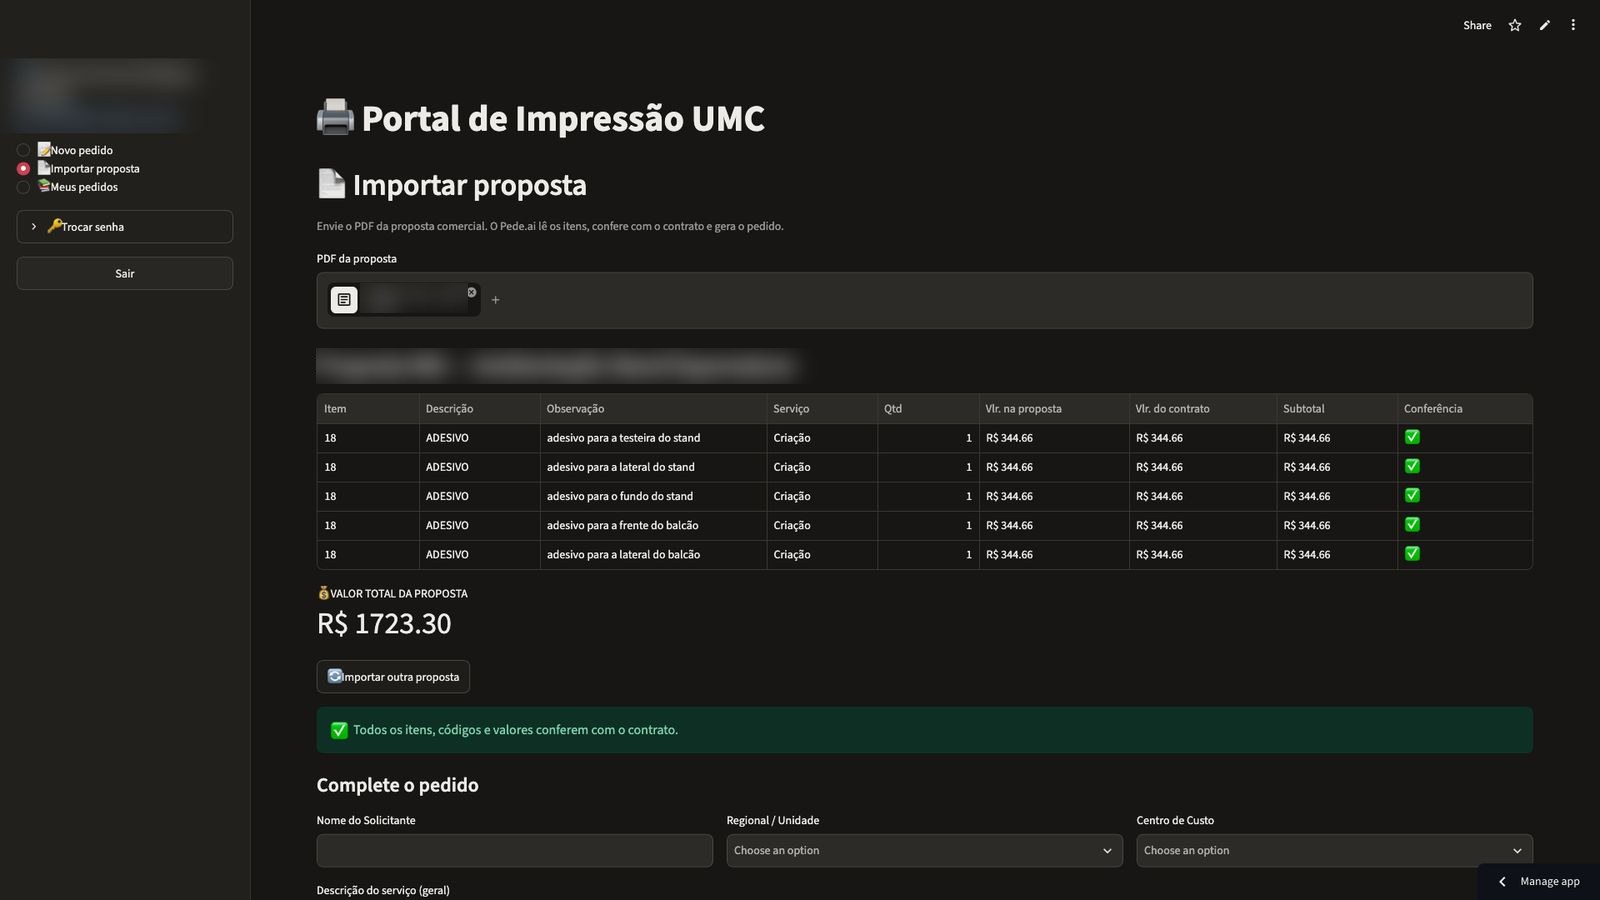 Share
Novo pedido
Importar proposta
Meus pedidos
Trocar senha
Sair
Portal de Impressão UMC
Importar proposta
Envie o PDF da proposta comercial. O Pede.ai lê os itens, confere com o contrato e gera o pedido.
PDF da proposta
Item Descrição Observação Serviço Qtd Vlr. na proposta Vlr. do contrato Subtotal Conferência
18 ADESIVO adesivo para a testeira do stand Criação 1 R$ 344.66 R$ 344.66 R$ 344.66
18 ADESIVO adesivo para a lateral do stand Criação 1 R$ 344.66 R$ 344.66 R$ 344.66
18 ADESIVO adesivo para o fundo do stand Criação 1 R$ 344.66 R$ 344.66 R$ 344.66
18 ADESIVO adesivo para a frente do balcão Criação 1 R$ 344.66 R$ 344.66 R$ 344.66
18 ADESIVO adesivo para a lateral do balcão Criação 1 R$ 344.66 R$ 344.66 R$ 344.66
VALOR TOTAL DA PROPOSTA
R$ 1723.30
Importar outra proposta
Todos os itens, códigos e valores conferem com o contrato.
Complete o pedido
Nome do Solicitante Regional / Unidade Centro de Custo
Choose an option Choose an option
Descrição do serviço (geral)
Manage app